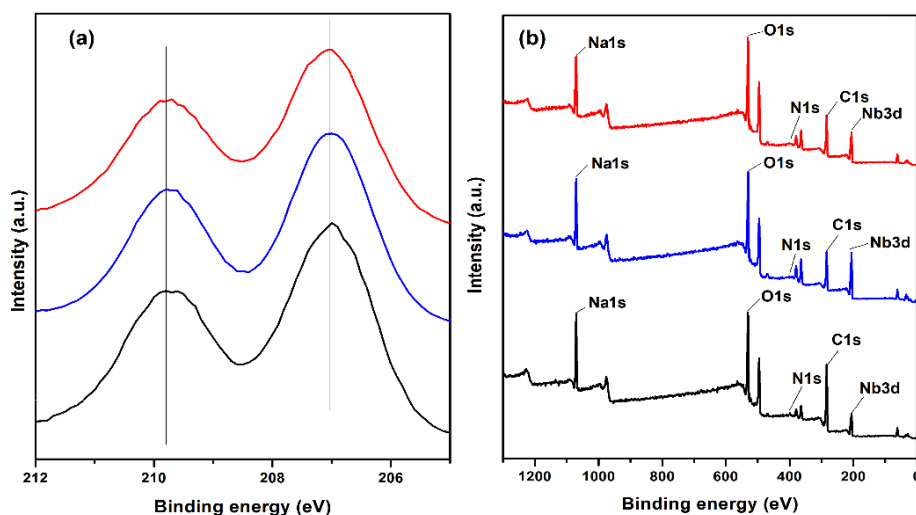 (a)
Intensity (a.u.)
212
210
208
206
Binding energy (eV)
(b)
Intensity (a.u.)
Na1s
O1s
N1s
C1s
Nb3d
Na1s
O1s
N1s
C1s
Nb3d
Na1s
O1s
N1s
C1s
Nb3d
1200
1000
800
600
400
200
0
Binding energy (eV)